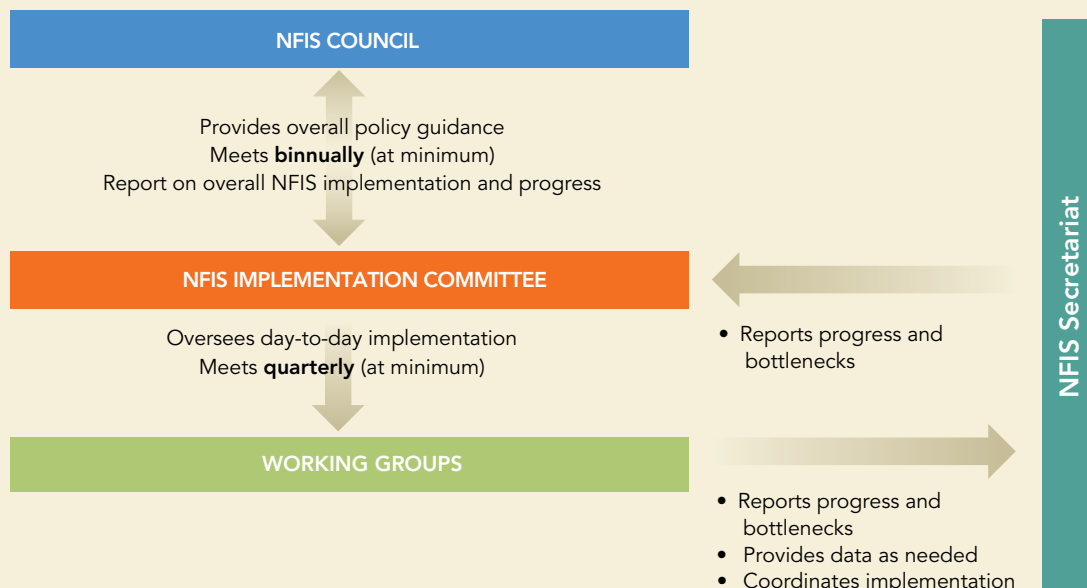 NFIS COUNCIL
Provides overall policy guidance
Meets binnually (at minimum)
Report on overall NFIS implementation and progress
NFIS IMPLEMENTATION COMMITTEE
Oversees day-to-day implementation
Meets quarterly (at minimum)
• Reports progress and
bottlenecks
WORKING GROUPS
• Reports progress and
bottlenecks
• Provides data as needed
• Coordinates implementation
NFIS Secretariat